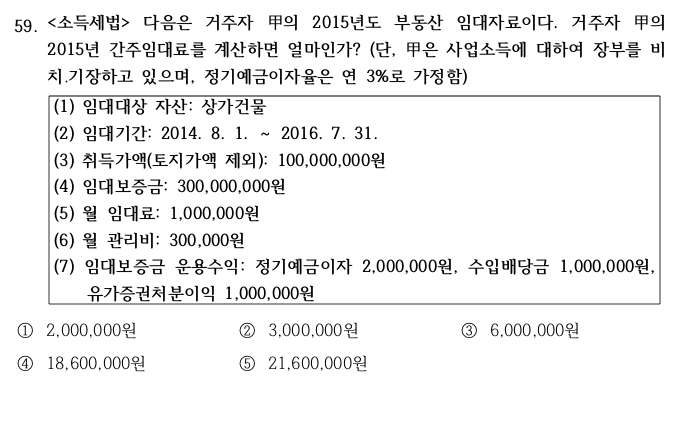 59. <소득세법> 다음은 거주자 甲의 2015년도 부동산 임대자료이다. 거주자 甲의
2015년 간주임대료를 계산하면 얼마인가? (단, 甲은 사업소득에 대하여 장부를 비
치.기장하고 있으며, 정기예금이자율은 연 3%로 가정함)
(1) 임대대상 자산: 상가건물
(2) 임대기간: 2014. 8. 1. ~ 2016. 7. 31.
(3) 취득가액(토지가액 제외): 100,000,000원
(4) 임대보증금: 300,000,000원
(5) 월 임대료: 1,000,000원
(6) 월 관리비: 300,000원
(7) 임대보증금 운용수익: 정기예금이자 2,000,000원, 수입배당금 1,000,000원,
유가증권처분이익 1,000,000원
① 2,000,000원 ② 3,000,000원 ③ 6,000,000원
④ 18,600,000원 ⑤ 21,600,000원